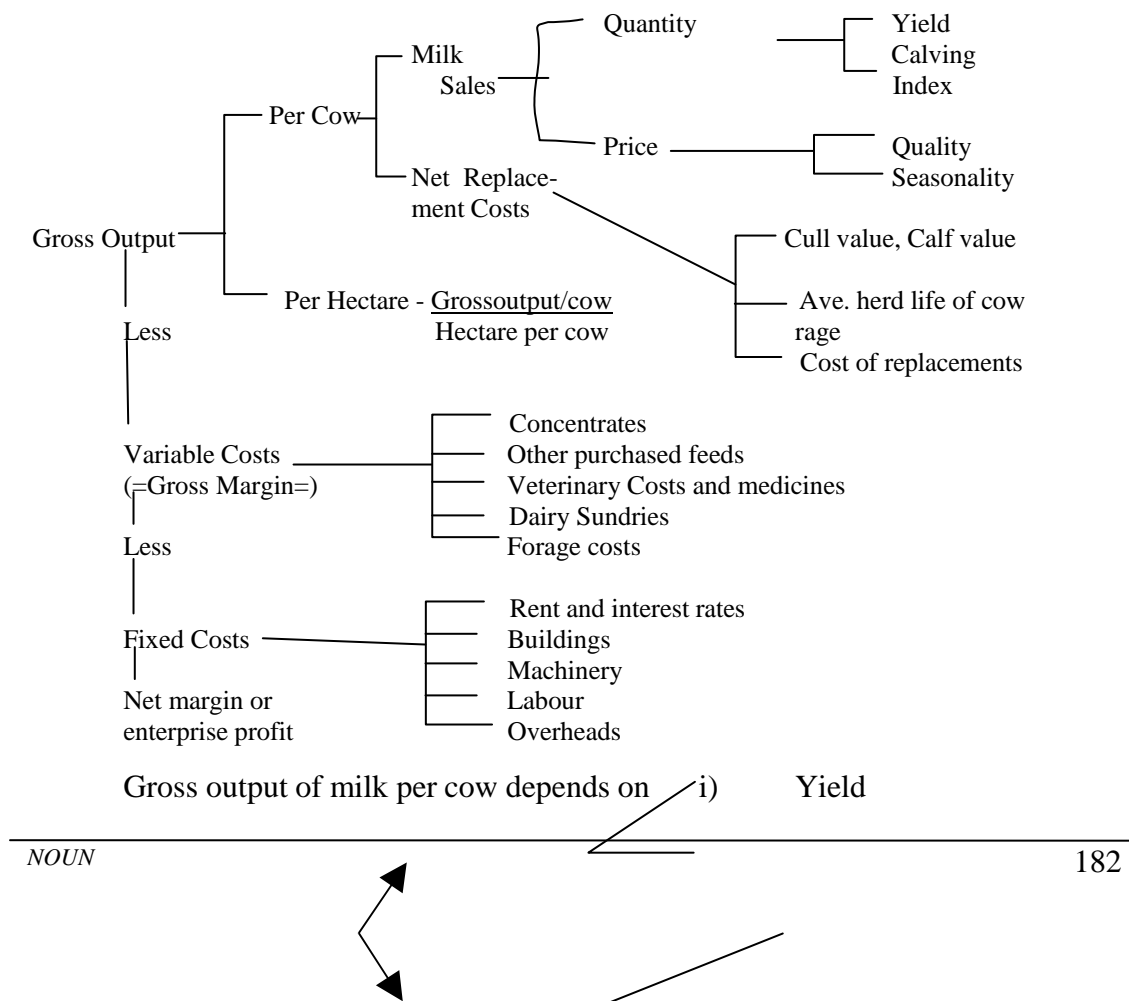 Quantity
Yield
Calving
Index
Milk
Sales
Per Cow
Price
Quality
Seasonality
Net Replace-
ment Costs
Gross Output
Cull value, Calf value
Per Hectare - Grossoutput/cow
Hectare per cow
Ave. herd life of cow
rage
Cost of replacements
Less
Variable Costs
(=Gross Margin=)
Concentrates
Other purchased feeds
Veterinary Costs and medicines
Dairy Sundries
Forage costs
Less
Fixed Costs
Rent and interest rates
Buildings
Machinery
Labour
Overheads
Net margin or
enterprise profit
Gross output of milk per cow depends on i) Yield
NOUN 182